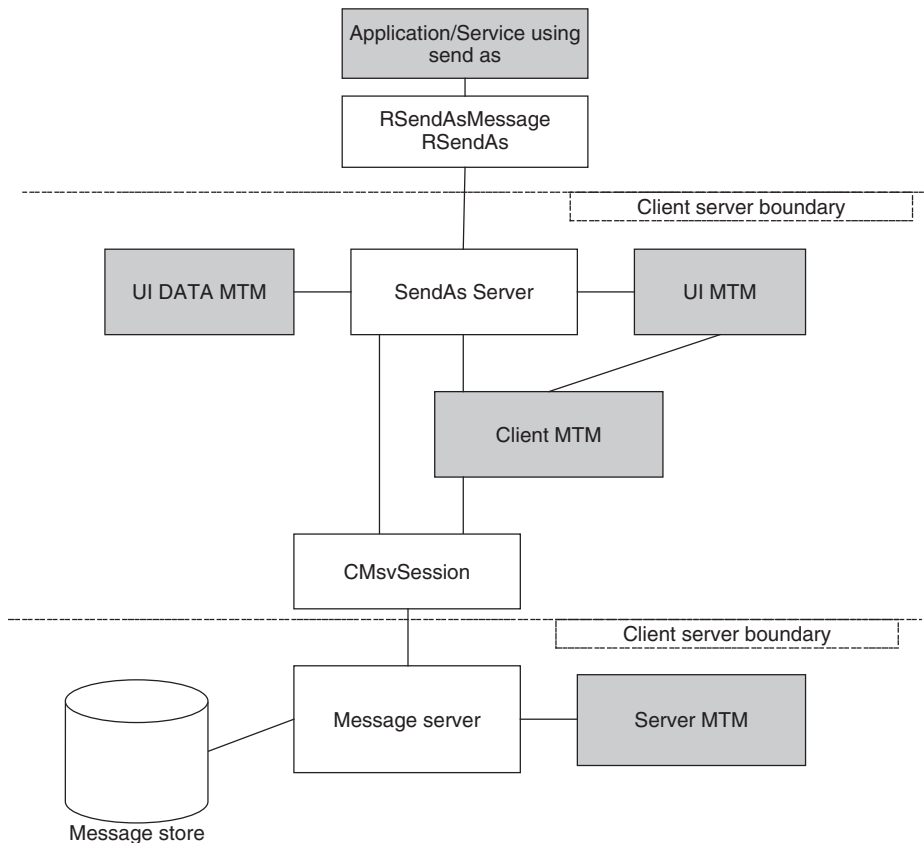 Application/Service using
send as
RSendAsMessage
RSendAs
Client server boundary
UI DATA MTM
SendAs Server
UI MTM
Client MTM
CMsvSession
Client server boundary
Message server
Server MTM
Message store